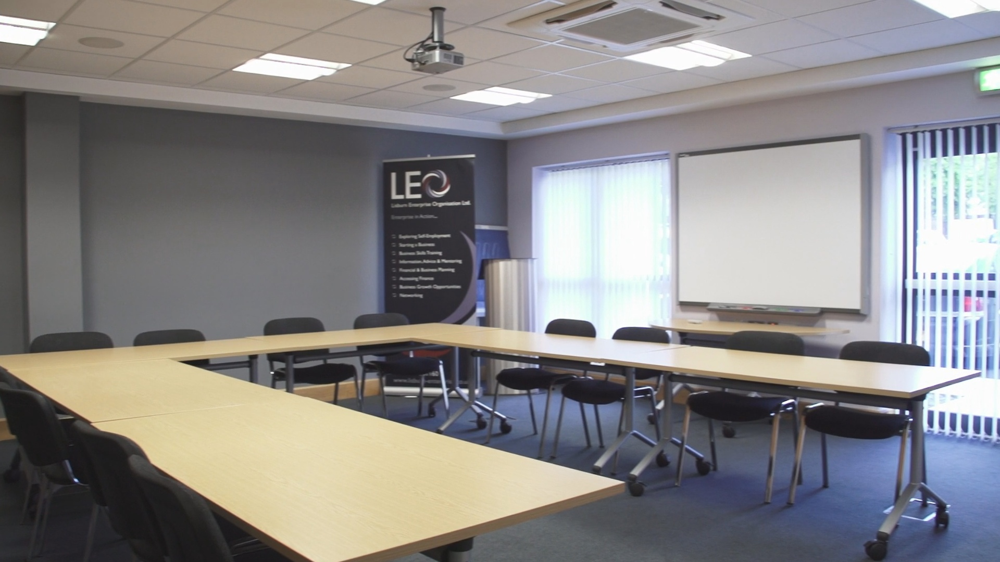 LEO
Lisburn Enterprise Organisation Ltd.
Enterprise in Action...
Exploring Self-Employment
Starting a Business
Business Skills Training
Information, Advice & Mentoring
Financial & Business Planning
Accessing Finance
Business Growth Opportunities
Networking